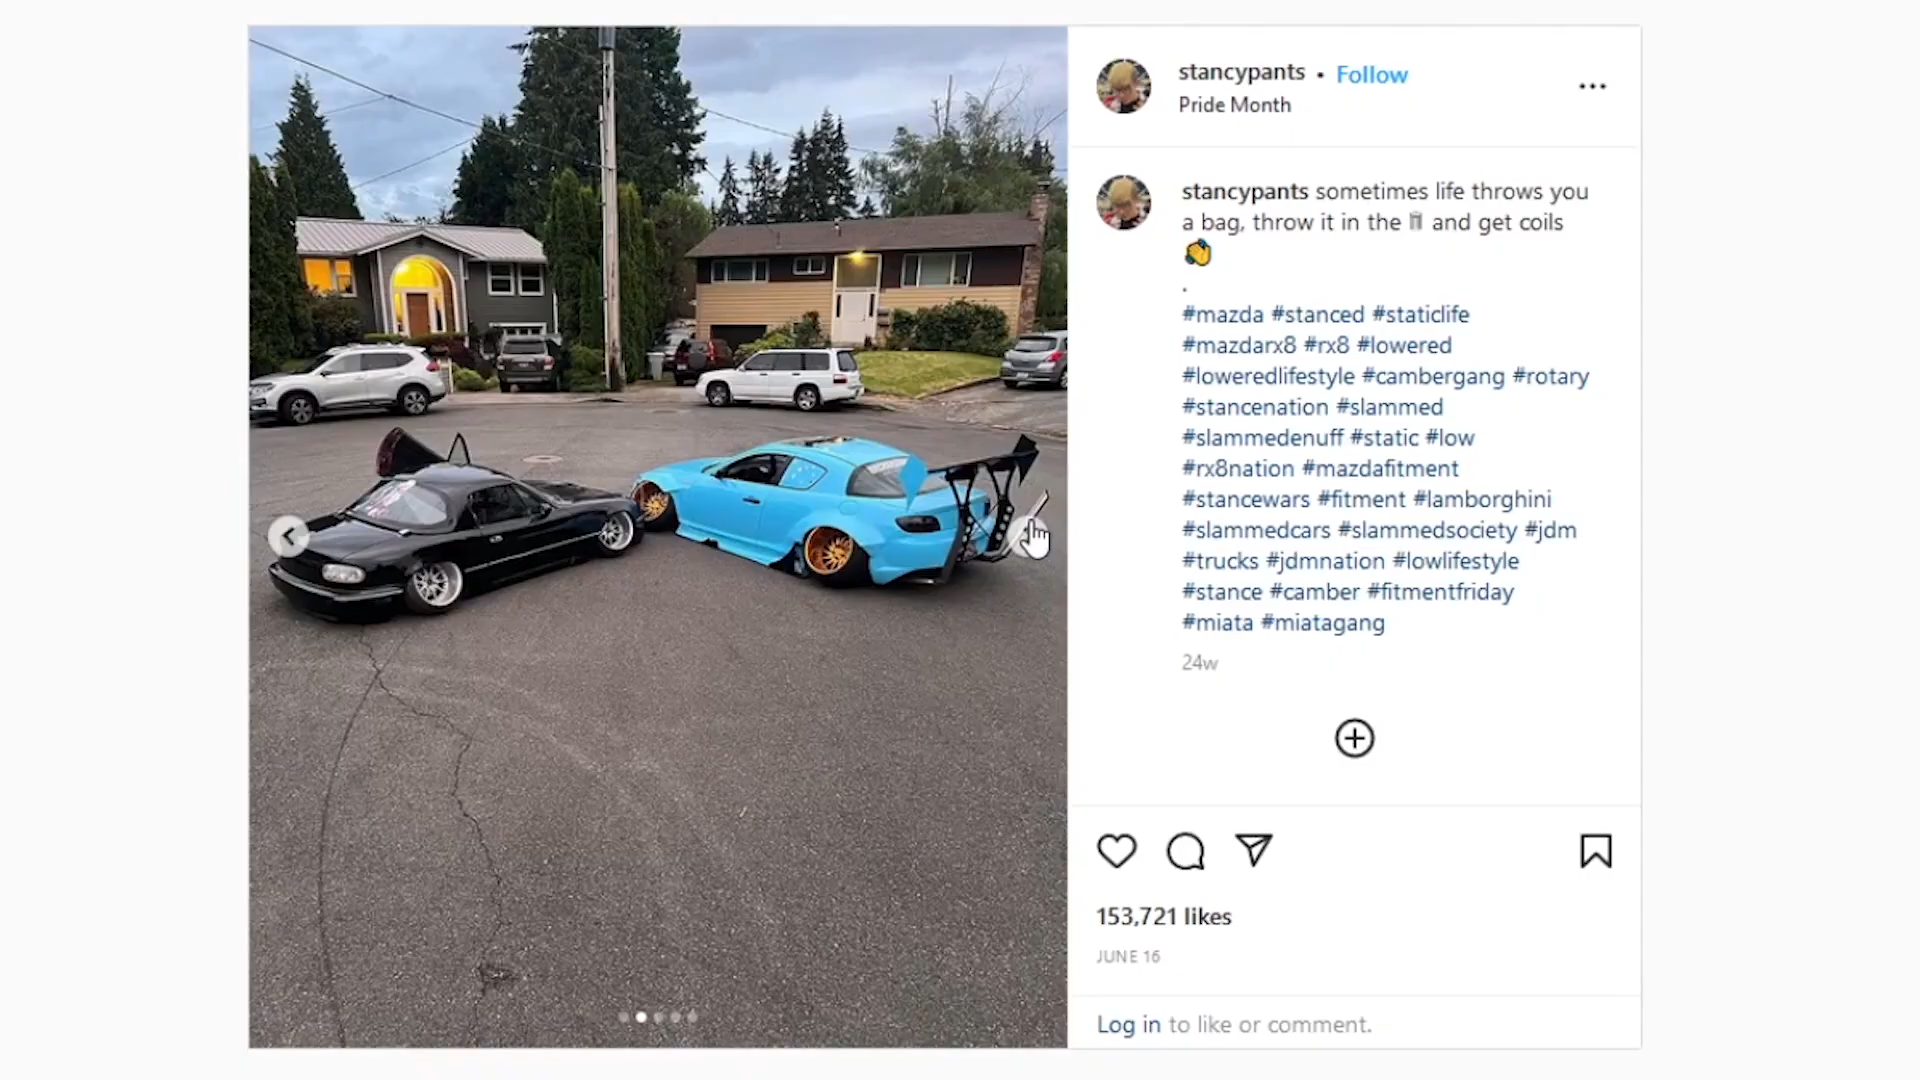 stancypants • Follow
Pride Month
stancypants sometimes life throws you
a bag, throw it in the 🗑 and get coils
👏
.
#mazda #stanced #staticlife
#mazdarx8 #rx8 #lowered
#loweredlifestyle #cambergang #rotary
#stancenation #slammed
#slammedenuff #static #low
#rx8nation #mazdafitment
#stancewars #fitment #lamborghini
#slammedcars #slammedsociety #jdm
#trucks #jdmnation #lowlifestyle
#stance #camber #fitmentfriday
#miata #miatagang
24w
153,721 likes
JUNE 16
Log in to like or comment.